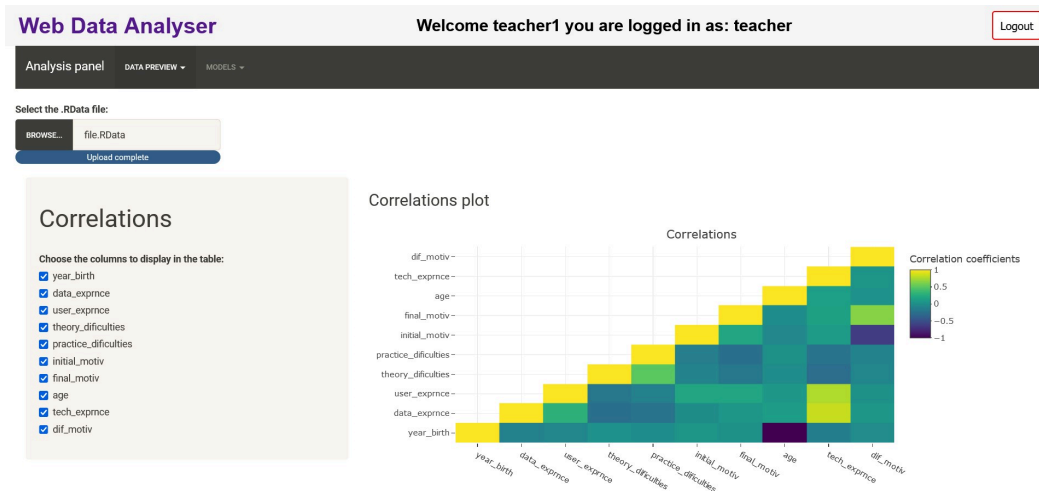 Web Data Analyser
Welcome teacher1 you are logged in as: teacher
Logout
Analysis panel
DATA PREVIEW
MODELS
Select the .RData file:
BROWSE...
file.RData
Upload complete
Correlations
Choose the columns to display in the table:
year_birth
data_exprnce
user_exprnce
theory_dificulties
practice_dificulties
initial_motiv
final_motiv
age
tech_exprnce
dif_motiv
Correlations plot
Correlations
dif_motiv
tech_exprnce
age
final_motiv
initial_motiv
practice_dificulties
theory_dificulties
user_exprnce
data_exprnce
year_birth
year_birth
data_exprnce
user_exprnce
theory_dificulties
practice_dificulties
initial_motiv
final_motiv
age
tech_exprnce
dif_motiv
Correlation coefficients
1
0.5
0
−0.5
−1